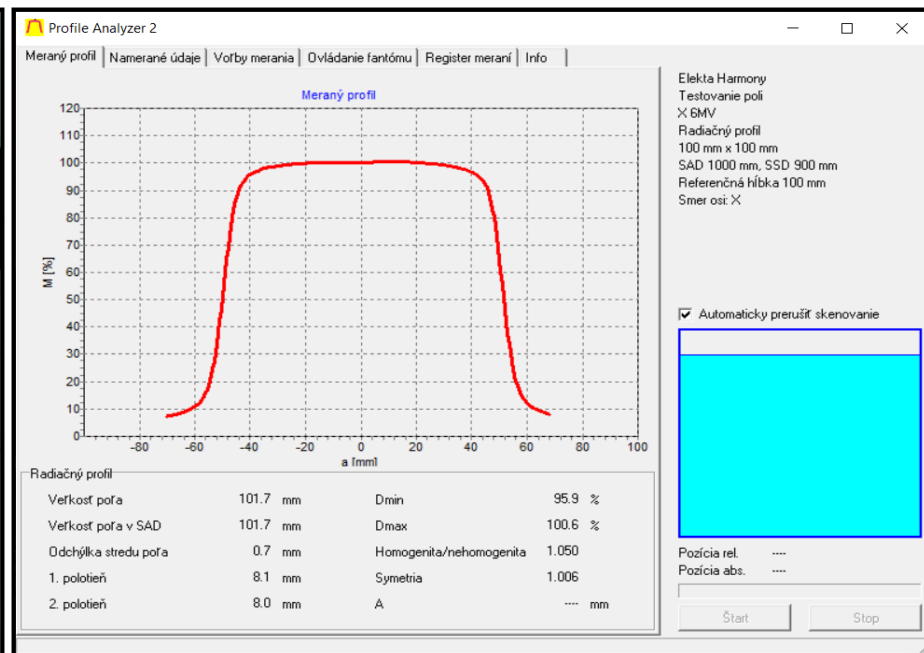 Profile Analyzer 2
Meraný profil
Namerané údaje
Voľby merania
Ovládanie fantómu
Register meraní
Info
Meraný profil
M [%]
120
110
100
90
80
70
60
50
40
30
20
10
0
-80
-60
-40
-20
0
20
40
60
80
100
a [mm]
Radiačný profil
Veľkosť poľa 101.7 mm
Veľkosť poľa v SAD 101.7 mm
Odchýlka stredu poľa 0.7 mm
1. polotieň 8.1 mm
2. polotieň 8.0 mm
Dmin 95.9 %
Dmax 100.6 %
Homogenita/nehomogenita 1.050
Symetria 1.006
A ---- mm
Elekta Harmony
Testovanie poli
X 6MV
Radiačný profil
100 mm x 100 mm
SAD 1000 mm, SSD 900 mm
Referenčná hĺbka 100 mm
Smer osi: X
Automaticky prerušiť skenovanie
Pozícia rel. ----
Pozícia abs. ----
Štart
Stop